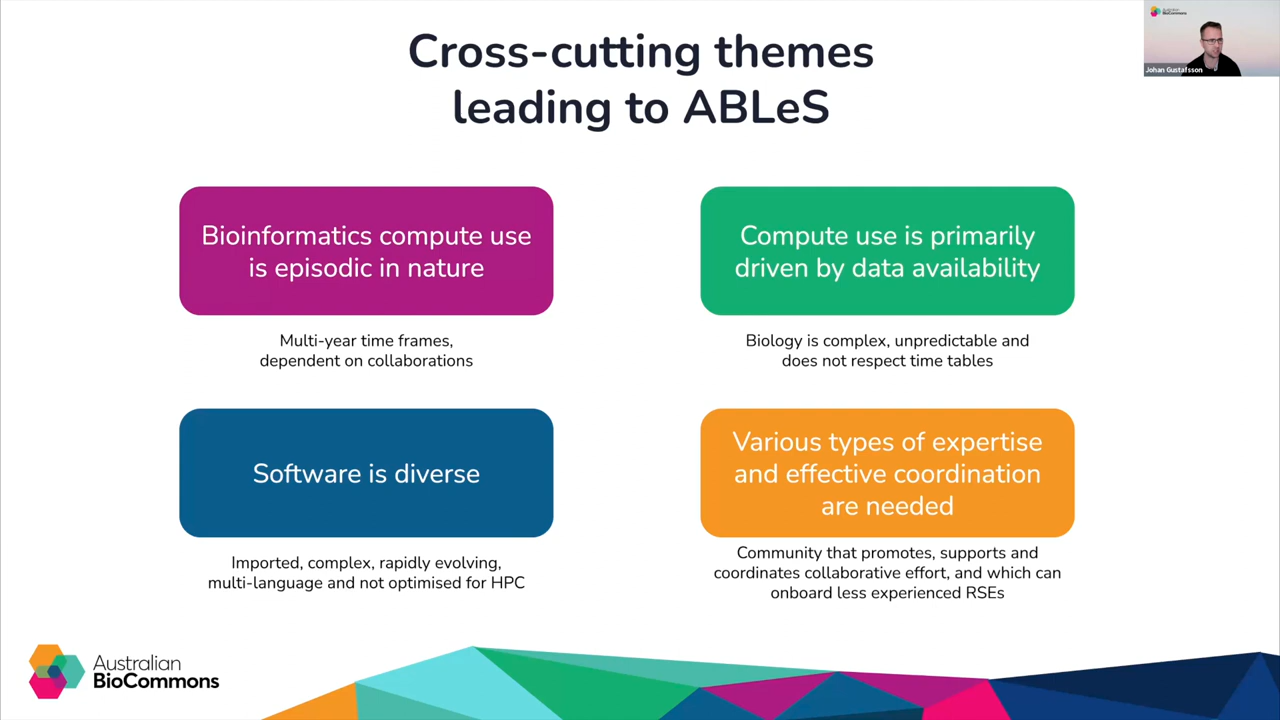 Cross-cutting themes
leading to ABLeS
Australian
BioCommons
Johan Gustafsson
Bioinformatics compute use
is episodic in nature
Multi-year time frames,
dependent on collaborations
Compute use is primarily
driven by data availability
Biology is complex, unpredictable and
does not respect time tables
Software is diverse
Imported, complex, rapidly evolving,
multi-language and not optimised for HPC
Various types of expertise
and effective coordination
are needed
Community that promotes, supports and
coordinates collaborative effort, and which can
onboard less experienced RSEs
Australian
BioCommons